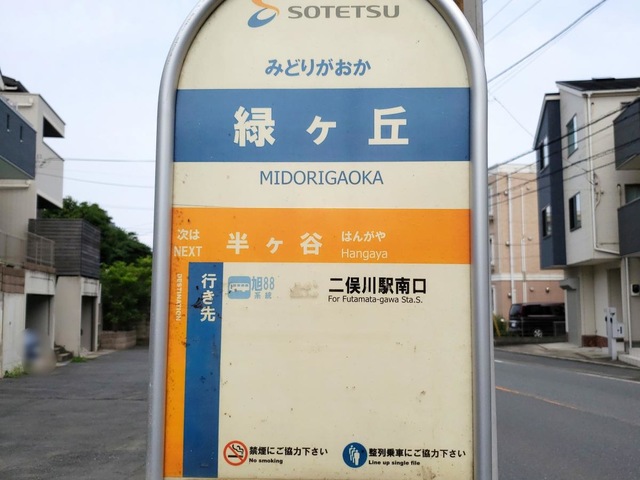 SOTETSU
みどりがおか
緑ヶ丘
MIDORIGAOKA
次は
NEXT
半ヶ谷
はんがや
Hangaya
DESTINATION
行き先
旭88
系統
二俣川駅南口
For Futamata-gawa Sta.S.
禁煙にご協力下さい
No smoking
整列乗車にご協力下さい
Line up single file